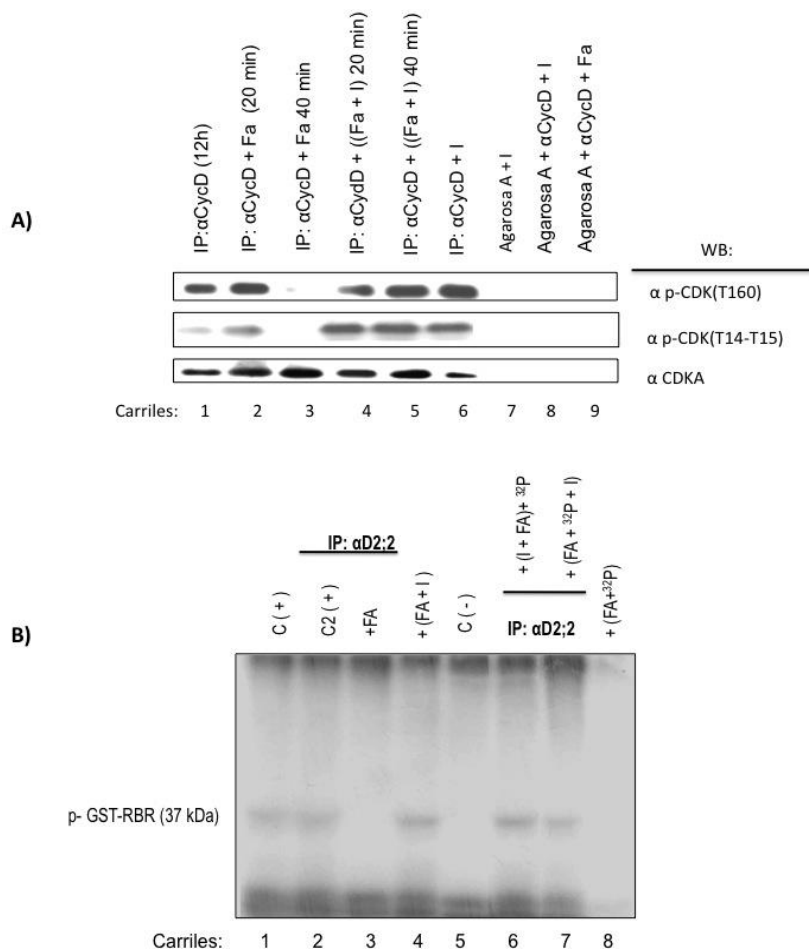 A)
IP:αCycD (12h)
IP: αCycD + Fa (20 min)
IP: αCycD + Fa 40 min
IP: αCydD + ((Fa + I) 20 min)
IP: αCycD + ((Fa + I) 40 min
IP: αCycD + I
Agarosa A + I
Agarosa A + αCycD + I
Agarosa A + αCycD + Fa
WB:
α p-CDK(T160)
α p-CDK(T14-T15)
α CDKA
Carriles: 1 2 3 4 5 6 7 8 9
B)
IP: αD2;2
C (+)
C2 (+)
+FA
+ (FA + I)
C (-)
+ (I + FA)+ ³²P
+ (FA + ³²P + I)
IP: αD2;2
+ (FA+³²P)
p- GST-RBR (37 kDa)
Carriles: 1 2 3 4 5 6 7 8